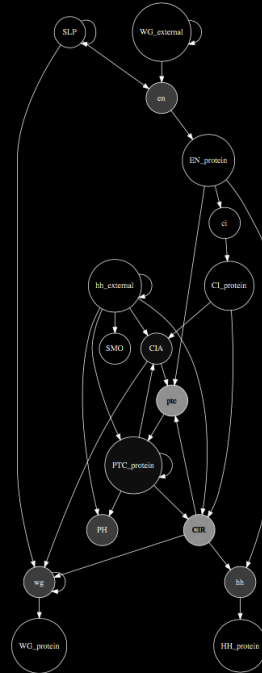 SLP
WG_external
en
EN_protein
ci
hh_external
CI_protein
SMO
CIA
ptc
PTC_protein
PH
CIR
wg
hh
WG_protein
HH_protein